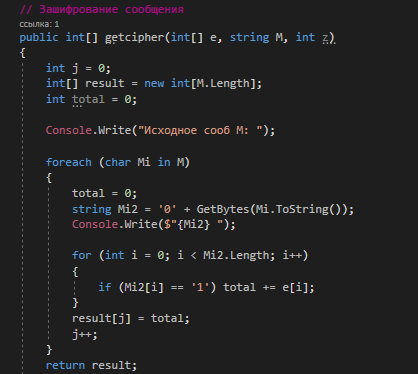 // Зашифрование сообщения
ссылка: 1
public int[] getcipher(int[] e, string M, int z)
{
int j = 0;
int[] result = new int[M.Length];
int total = 0;
Console.Write("Исходное сооб M: ");
foreach (char Mi in M)
{
total = 0;
string Mi2 = '0' + GetBytes(Mi.ToString());
Console.Write($"{Mi2} ");
for (int i = 0; i < Mi2.Length; i++)
{
if (Mi2[i] == '1') total += e[i];
}
result[j] = total;
j++;
}
return result;